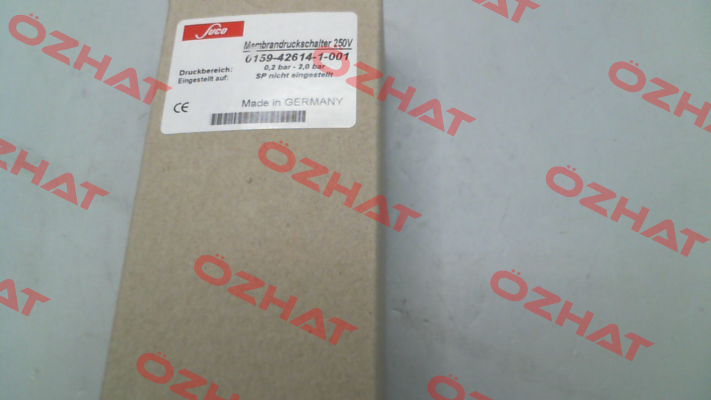 Suco
Membrandruckschalter 250V
0159-42614-1-001
Druckbereich: 0,2 bar - 2,0 bar
Eingestellt auf: SP nicht eingestellt
CE Made in GERMANY
ÖZHAT
ÖZHAT
ÖZHAT
ÖZHAT
ÖZHAT
ÖZHAT
ÖZHAT
ÖZHAT
ÖZHAT
ÖZHAT